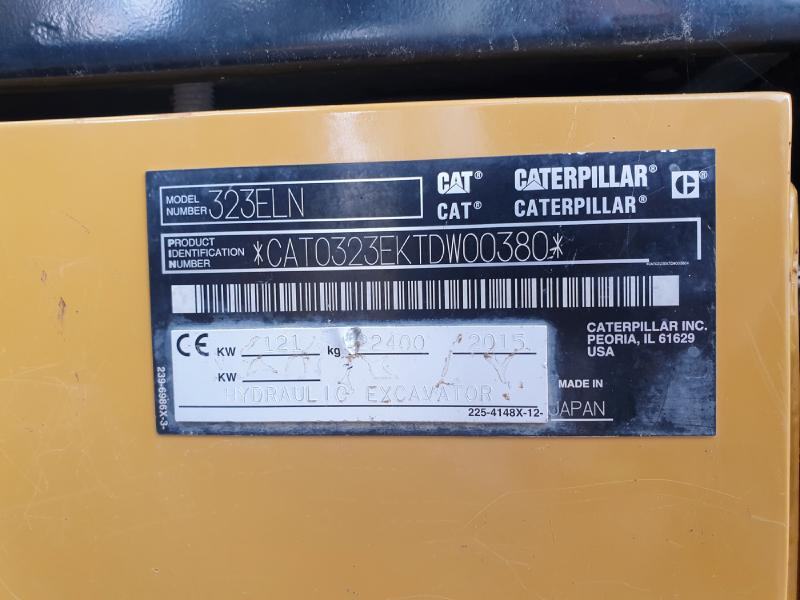 MODEL NUMBER 323ELN
CAT® CATERPILLAR®
CAT® CATERPILLAR®
PRODUCT IDENTIFICATION NUMBER *CAT0323EKTDW00380*
CATERPILLAR INC.
PEORIA, IL 61629
USA
CE KW 121 kg 22400 2015
KW
HYDRAULIC EXCAVATOR
225-4148X-12-
MADE IN
JAPAN
239-6986X-3-